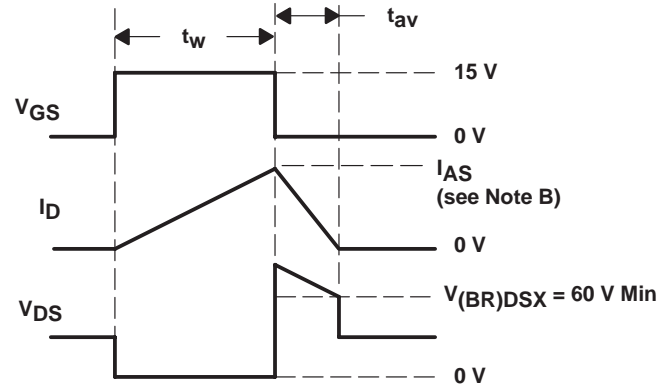 tw
tav
15 V
VGS
0 V
IAS
(see Note B)
ID
0 V
V(BR)DSX = 60 V Min
VDS
0 V